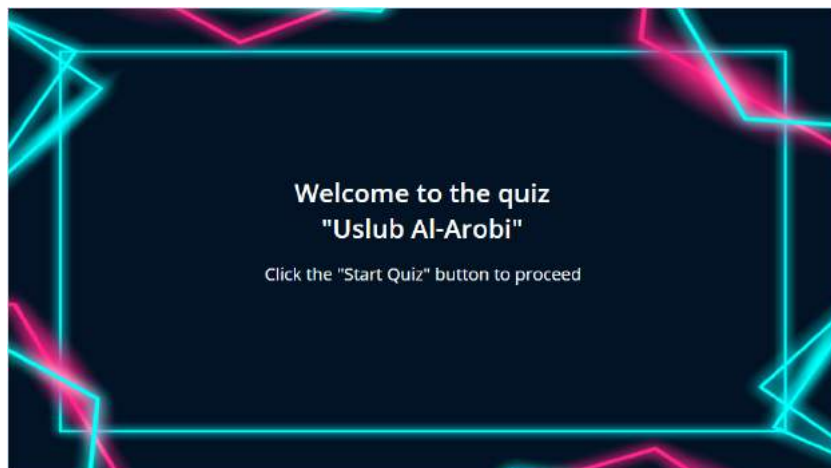 Welcome to the quiz
"Uslub Al-Arobi"
Click the "Start Quiz" button to proceed